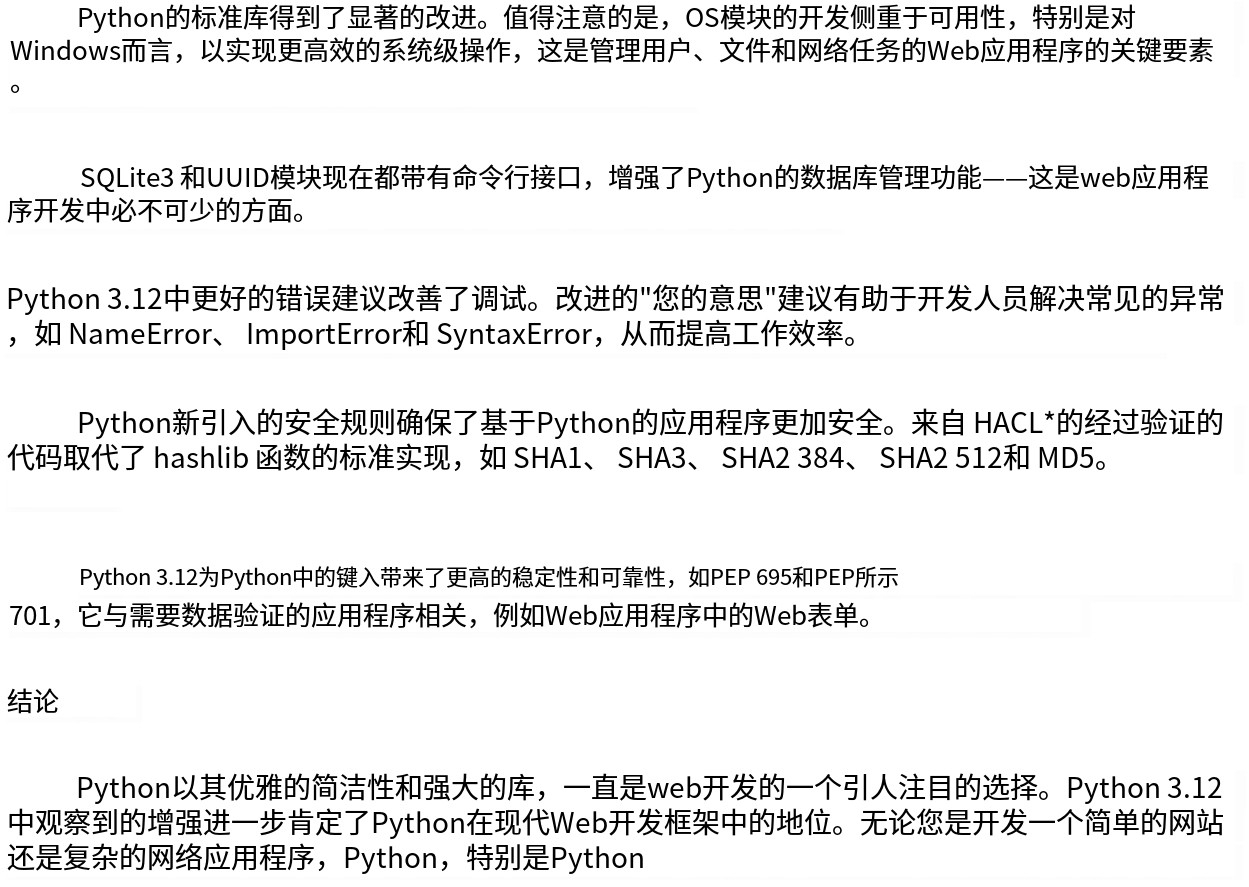 Python的标准库得到了显著的改进。值得注意的是，OS模块的开发侧重于可用性，特别是对
Windows而言，以实现更高效的系统级操作，这是管理用户、文件和网络任务的Web应用程序的关键要素
。
SQLite3 和UUID模块现在都带有命令行接口，增强了Python的数据库管理功能——这是web应用程
序开发中必不可少的方面。
Python 3.12中更好的错误建议改善了调试。改进的"您的意思"建议有助于开发人员解决常见的异常
，如 NameError、 ImportError和 SyntaxError，从而提高工作效率。
Python新引入的安全规则确保了基于Python的应用程序更加安全。来自 HACL*的经过验证的
代码取代了 hashlib 函数的标准实现，如 SHA1、 SHA3、 SHA2 384、 SHA2 512和 MD5。
Python 3.12为Python中的键入带来了更高的稳定性和可靠性，如PEP 695和PEP所示
701，它与需要数据验证的应用程序相关，例如Web应用程序中的Web表单。
结论
Python以其优雅的简洁性和强大的库，一直是web开发的一个引人注目的选择。Python 3.12
中观察到的增强进一步肯定了Python在现代Web开发框架中的地位。无论您是开发一个简单的网站
还是复杂的网络应用程序，Python，特别是Python